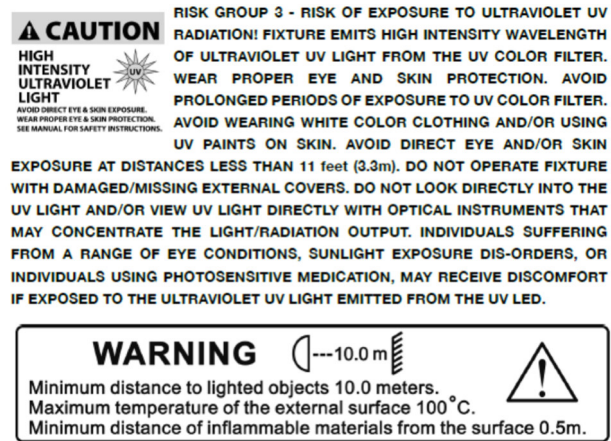 ⚠ CAUTION
HIGH
INTENSITY
ULTRAVIOLET
LIGHT
UV
AVOID DIRECT EYE & SKIN EXPOSURE.
WEAR PROPER EYE & SKIN PROTECTION.
SEE MANUAL FOR SAFETY INSTRUCTIONS.
RISK GROUP 3 - RISK OF EXPOSURE TO ULTRAVIOLET UV
RADIATION! FIXTURE EMITS HIGH INTENSITY WAVELENGTH
OF ULTRAVIOLET UV LIGHT FROM THE UV COLOR FILTER.
WEAR PROPER EYE AND SKIN PROTECTION. AVOID
PROLONGED PERIODS OF EXPOSURE TO UV COLOR FILTER.
AVOID WEARING WHITE COLOR CLOTHING AND/OR USING
UV PAINTS ON SKIN. AVOID DIRECT EYE AND/OR SKIN
EXPOSURE AT DISTANCES LESS THAN 11 feet (3.3m). DO NOT OPERATE FIXTURE
WITH DAMAGED/MISSING EXTERNAL COVERS. DO NOT LOOK DIRECTLY INTO THE
UV LIGHT AND/OR VIEW UV LIGHT DIRECTLY WITH OPTICAL INSTRUMENTS THAT
MAY CONCENTRATE THE LIGHT/RADIATION OUTPUT. INDIVIDUALS SUFFERING
FROM A RANGE OF EYE CONDITIONS, SUNLIGHT EXPOSURE DIS-ORDERS, OR
INDIVIDUALS USING PHOTOSENSITIVE MEDICATION, MAY RECEIVE DISCOMFORT
IF EXPOSED TO THE ULTRAVIOLET UV LIGHT EMITTED FROM THE UV LED.
WARNING ---10.0 m
Minimum distance to lighted objects 10.0 meters.
Maximum temperature of the external surface 100°C.
Minimum distance of inflammable materials from the surface 0.5m.